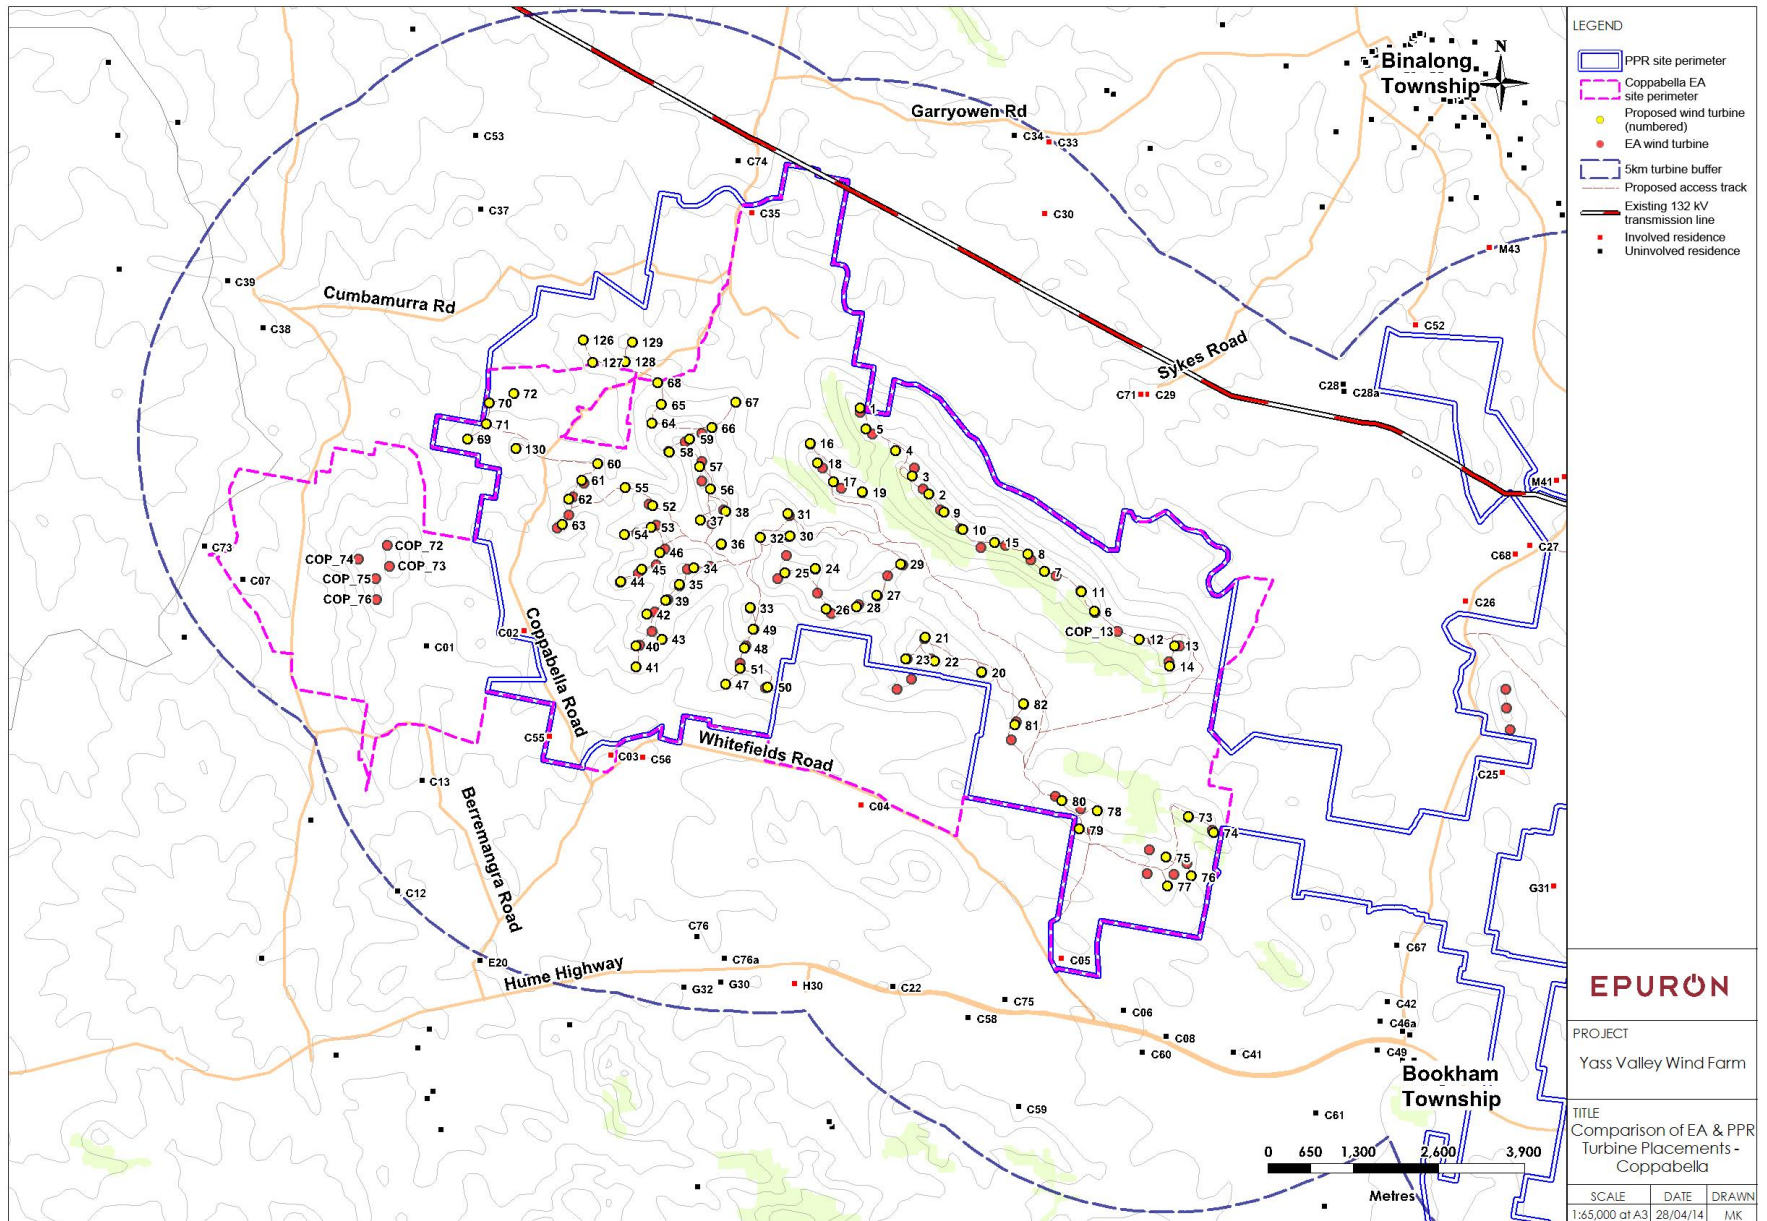 LEGEND
PPR site perimeter
Coppabella EA
site perimeter
Proposed wind turbine
(numbered)
EA wind turbine
5km turbine buffer
Proposed access track
Existing 132 kV
transmission line
Involved residence
Uninvolved residence
Binalong
Township
N
Garryowen Rd
C34
C33
C53
C74
C37
C35
C30
M43
C39
Cumbamurra Rd
C38
C52
Sykes Road
C28
C28a
C71
C29
126
129
127
128
68
72
70
65
67
71
64
66
69
59
130
58
1
5
16
4
60
57
18
3
61
55
56
17
19
2
62
52
38
9
M41
63
53
37
31
10
54
32
30
36
15
C27
46
8
C68
C73
COP_72
COP_74
COP_73
C07
COP_75
COP_76
45
34
25
24
29
7
44
35
39
27
11
C26
42
33
26
28
6
C02
49
COP_13
12
C01
40
43
48
21
13
41
51
23
22
14
47
50
20
Coppabella Road
82
81
C55
Whitefields Road
C03
C56
C13
C04
80
78
73
79
74
C25
Berremangra Road
75
76
77
G31
C12
C76
C67
E20
C76a
C05
Hume Highway
G32
G30
H30
C22
C75
C42
C58
C06
C46a
C08
C60
C41
C49
Bookham
Township
C59
C61
0 650 1,300 2,600 3,900
Metres
EPURON
PROJECT
Yass Valley Wind Farm
TITLE
Comparison of EA & PPR
Turbine Placements -
Coppabella
SCALE DATE DRAWN
1:65,000 at A3 28/04/14 MK